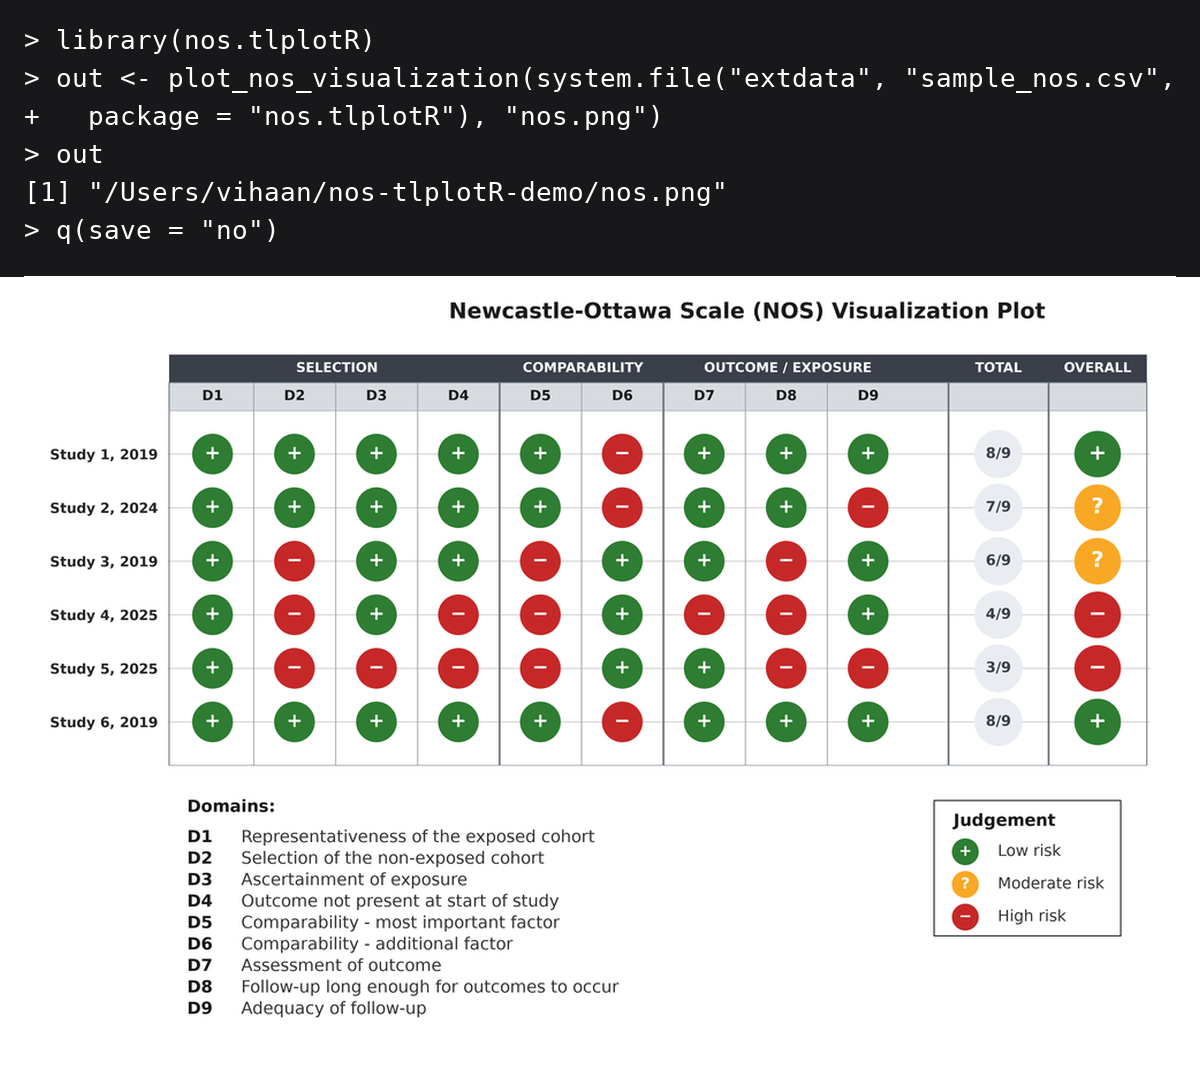 > library(nos.tlplotR)
> out <- plot_nos_visualization(system.file("extdata", "sample_nos.csv",
+   package = "nos.tlplotR"), "nos.png")
> out
[1] "/Users/vihaan/nos-tlplotR-demo/nos.png"
> q(save = "no")
Newcastle-Ottawa Scale (NOS) Visualization Plot
SELECTION COMPARABILITY OUTCOME / EXPOSURE TOTAL OVERALL
D1 D2 D3 D4 D5 D6 D7 D8 D9
Study 1, 2019 + + + + + − + + + 8/9 +
Study 2, 2024 + + + + + − + + − 7/9 ?
Study 3, 2019 + − + + − + + − + 6/9 ?
Study 4, 2025 + − + − − + − − + 4/9 −
Study 5, 2025 + − − − − + + − − 3/9 −
Study 6, 2019 + + + + + − + + + 8/9 +
Domains:
D1 Representativeness of the exposed cohort
D2 Selection of the non-exposed cohort
D3 Ascertainment of exposure
D4 Outcome not present at start of study
D5 Comparability - most important factor
D6 Comparability - additional factor
D7 Assessment of outcome
D8 Follow-up long enough for outcomes to occur
D9 Adequacy of follow-up
Judgement
+ Low risk
? Moderate risk
− High risk